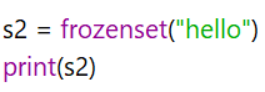 s2 = frozenset("hello")
print(s2)